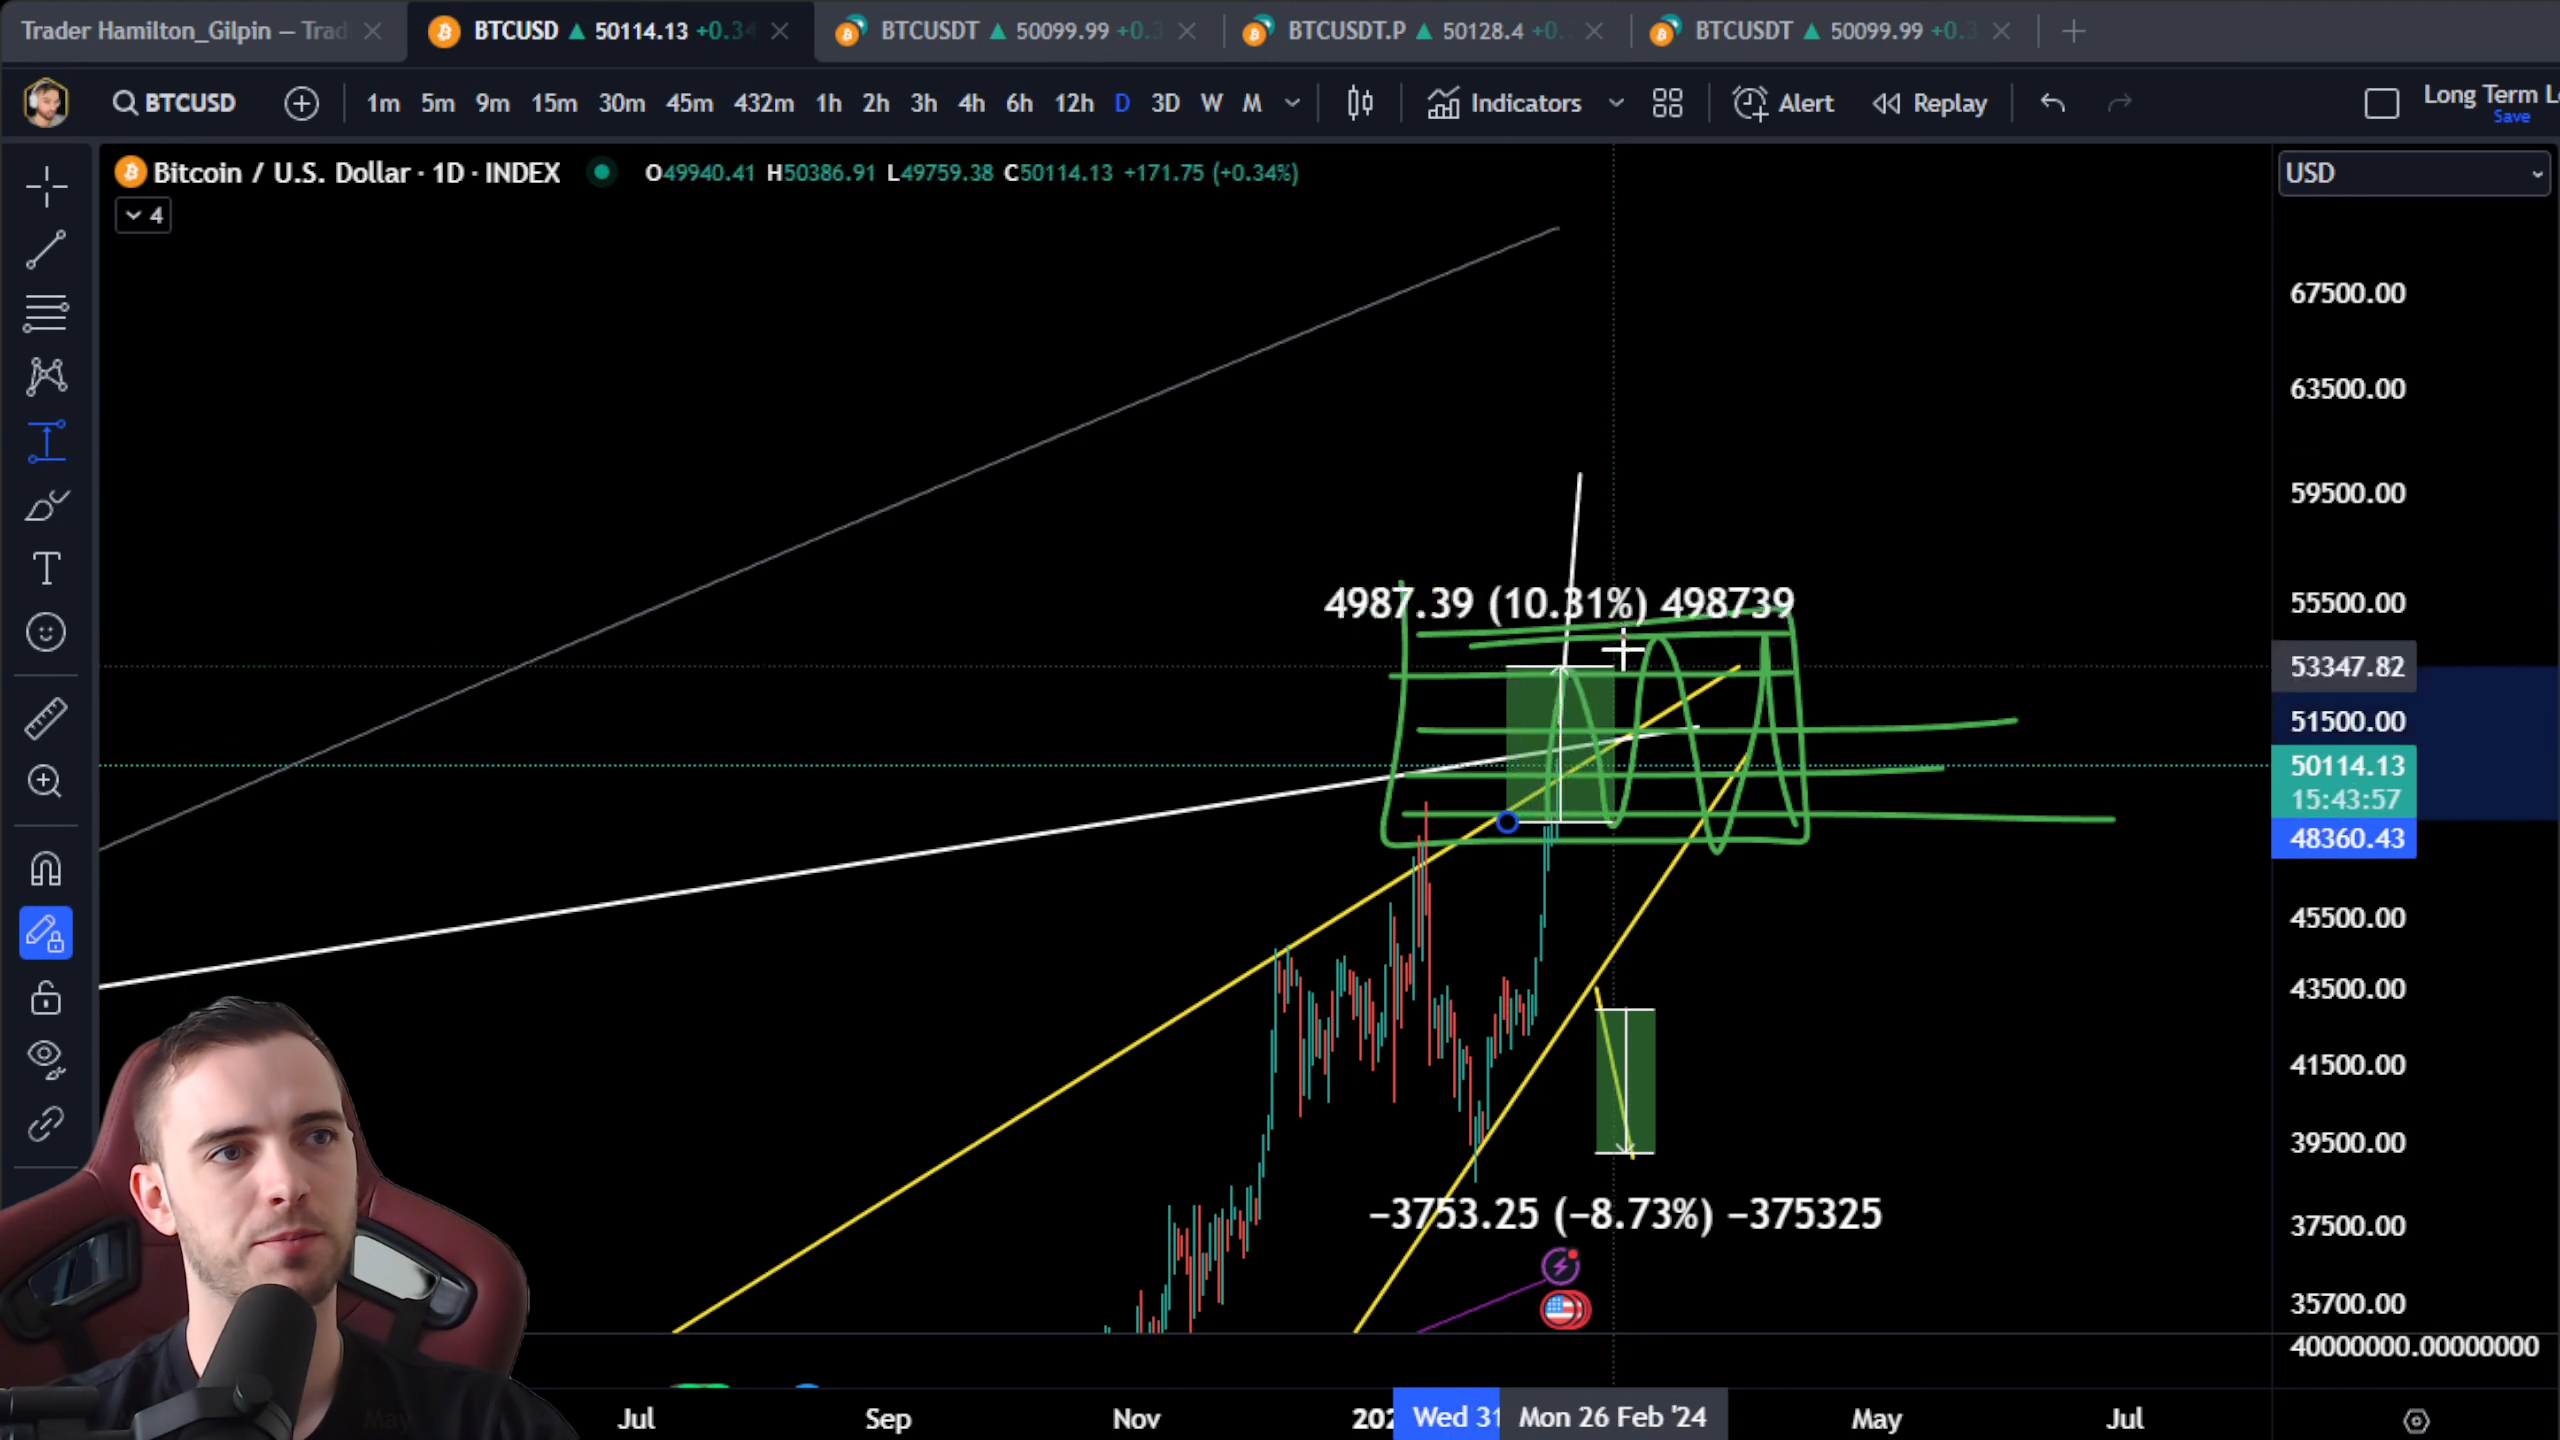 Trader Hamilton_Gilpin — Trad
BTCUSD ▲ 50114.13 +0.34
BTCUSDT ▲ 50099.99 +0.3
BTCUSDT.P ▲ 50128.4 +0.
BTCUSDT ▲ 50099.99 +0.3
BTCUSD
1m 5m 9m 15m 30m 45m 432m 1h 2h 3h 4h 6h 12h D 3D W M
Indicators
Alert
Replay
Long Term L
Save
Bitcoin / U.S. Dollar · 1D · INDEX
O49940.41 H50386.91 L49759.38 C50114.13 +171.75 (+0.34%)
USD
4
67500.00
63500.00
59500.00
4987.39 (10.31%) 498739
55500.00
53347.82
51500.00
50114.13
15:43:57
48360.43
45500.00
43500.00
41500.00
39500.00
−3753.25 (−8.73%) −375325
37500.00
35700.00
40000000.00000000
May
Jul
Sep
Nov
202
Wed 31
Mon 26 Feb '24
May
Jul